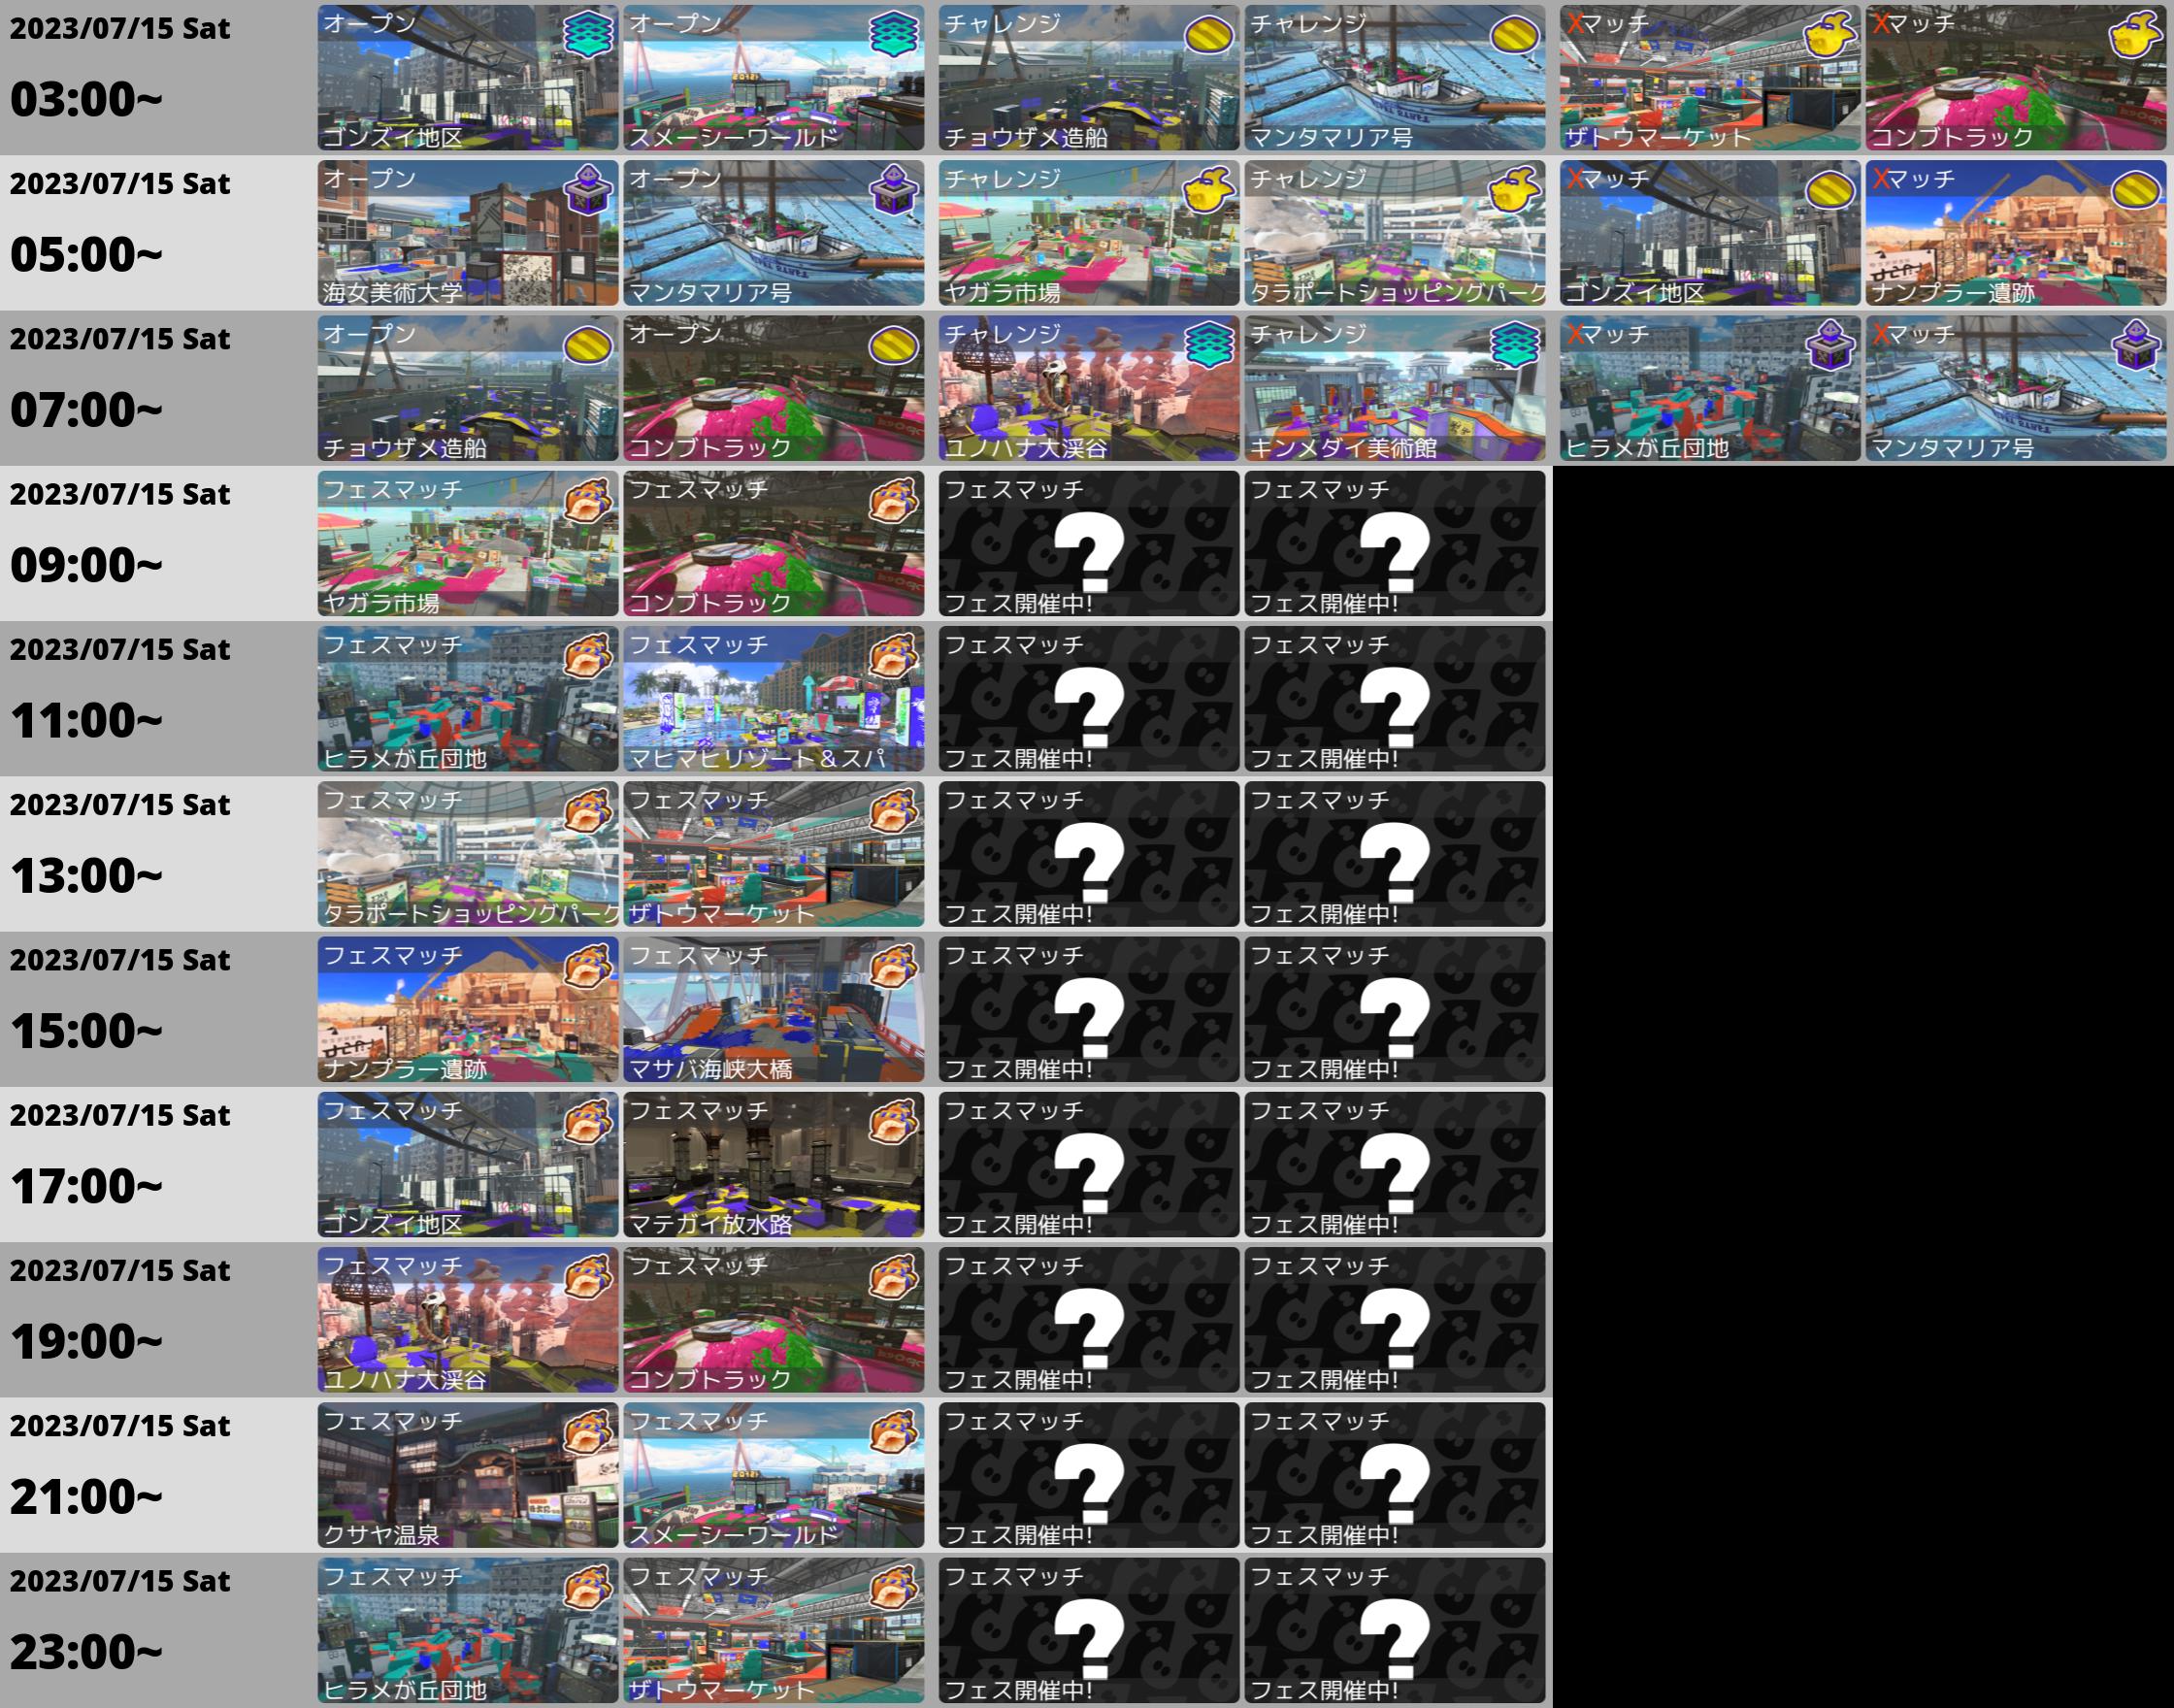 2023/07/15 Sat
03:00~
オープン
ゴンズイ地区
オープン
スメーシーワールド
チャレンジ
チョウザメ造船
チャレンジ
マンタマリア号
Xマッチ
ザトウマーケット
Xマッチ
コンブトラック
2023/07/15 Sat
05:00~
オープン
海女美術大学
オープン
マンタマリア号
チャレンジ
ヤガラ市場
チャレンジ
タラポートショッピングパーク
Xマッチ
ゴンズイ地区
Xマッチ
ナンプラー遺跡
2023/07/15 Sat
07:00~
オープン
チョウザメ造船
オープン
コンブトラック
チャレンジ
ユノハナ大渓谷
チャレンジ
キンメダイ美術館
Xマッチ
ヒラメが丘団地
Xマッチ
マンタマリア号
2023/07/15 Sat
09:00~
フェスマッチ
ヤガラ市場
フェスマッチ
コンブトラック
フェスマッチ
?
フェス開催中!
フェスマッチ
?
フェス開催中!
2023/07/15 Sat
11:00~
フェスマッチ
ヒラメが丘団地
フェスマッチ
マヒマヒリゾート&スパ
フェスマッチ
?
フェス開催中!
フェスマッチ
?
フェス開催中!
2023/07/15 Sat
13:00~
フェスマッチ
タラポートショッピングパーク
フェスマッチ
ザトウマーケット
フェスマッチ
?
フェス開催中!
フェスマッチ
?
フェス開催中!
2023/07/15 Sat
15:00~
フェスマッチ
ナンプラー遺跡
フェスマッチ
マサバ海峡大橋
フェスマッチ
?
フェス開催中!
フェスマッチ
?
フェス開催中!
2023/07/15 Sat
17:00~
フェスマッチ
ゴンズイ地区
フェスマッチ
マテガイ放水路
フェスマッチ
?
フェス開催中!
フェスマッチ
?
フェス開催中!
2023/07/15 Sat
19:00~
フェスマッチ
ユノハナ大渓谷
フェスマッチ
コンブトラック
フェスマッチ
?
フェス開催中!
フェスマッチ
?
フェス開催中!
2023/07/15 Sat
21:00~
フェスマッチ
クサヤ温泉
フェスマッチ
スメーシーワールド
フェスマッチ
?
フェス開催中!
フェスマッチ
?
フェス開催中!
2023/07/15 Sat
23:00~
フェスマッチ
ヒラメが丘団地
フェスマッチ
ザトウマーケット
フェスマッチ
?
フェス開催中!
フェスマッチ
?
フェス開催中!